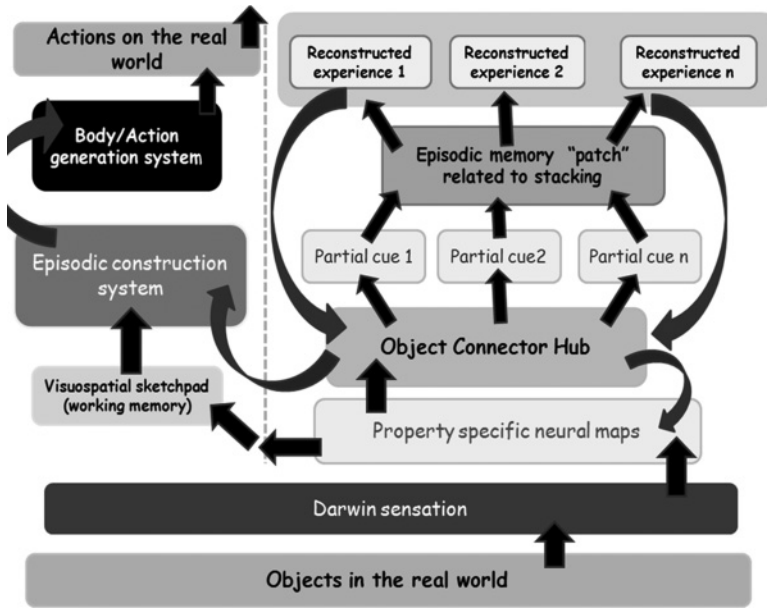 Actions on the real
world
Reconstructed
experience 1
Reconstructed
experience 2
Reconstructed
experience n
Body/Action
generation system
Episodic memory "patch"
related to stacking
Episodic construction
system
Partial cue 1
Partial cue2
Partial cue n
Object Connector Hub
Visuospatial sketchpad
(working memory)
Property specific neural maps
Darwin sensation
Objects in the real world